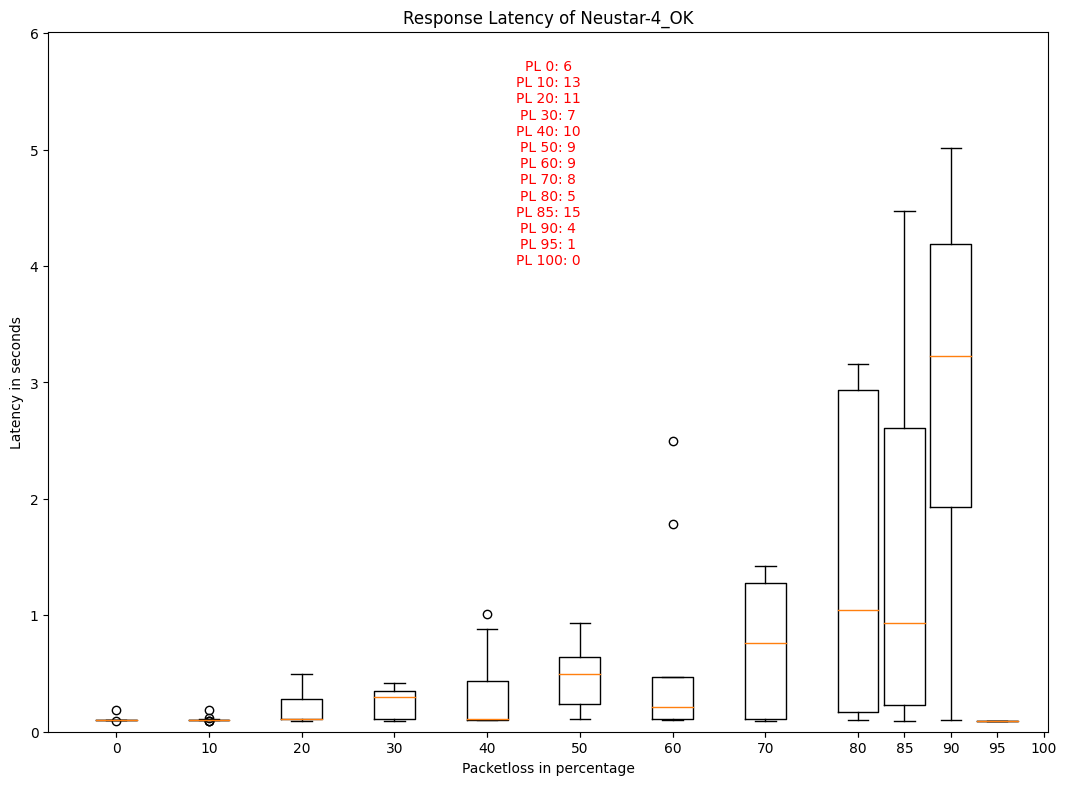 Response Latency of Neustar-4_OK
PL 0: 6
PL 10: 13
PL 20: 11
PL 30: 7
PL 40: 10
PL 50: 9
PL 60: 9
PL 70: 8
PL 80: 5
PL 85: 15
PL 90: 4
PL 95: 1
PL 100: 0
6
5
4
3
2
1
0
Latency in seconds
0 10 20 30 40 50 60 70 80 85 90 95 100
Packetloss in percentage